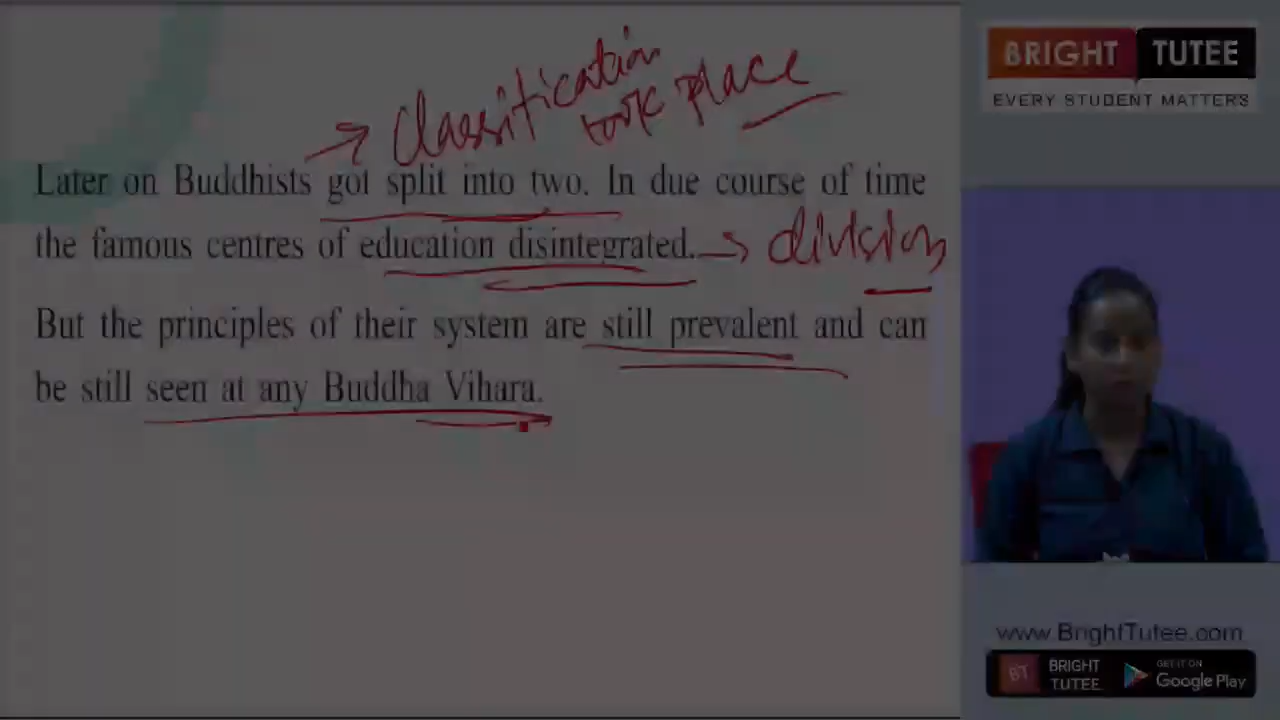 Classification
took place
Later on Buddhists got split into two. In due course of time
the famous centres of education disintegrated. → division
But the principles of their system are still prevalent and can
be still seen at any Buddha Vihara.
BRIGHT TUTEE
EVERY STUDENT MATTERS
www.BrightTutee.com
BT
BRIGHT
TUTEE
GET IT ON
Google Play